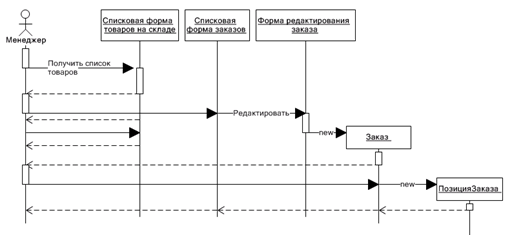 Списковая форма
товаров на складе
Списковая
форма заказов
Форма редактирования
заказа
Менеджер
Получить список
товаров
Редактировать
new
Заказ
new
ПозицияЗаказа